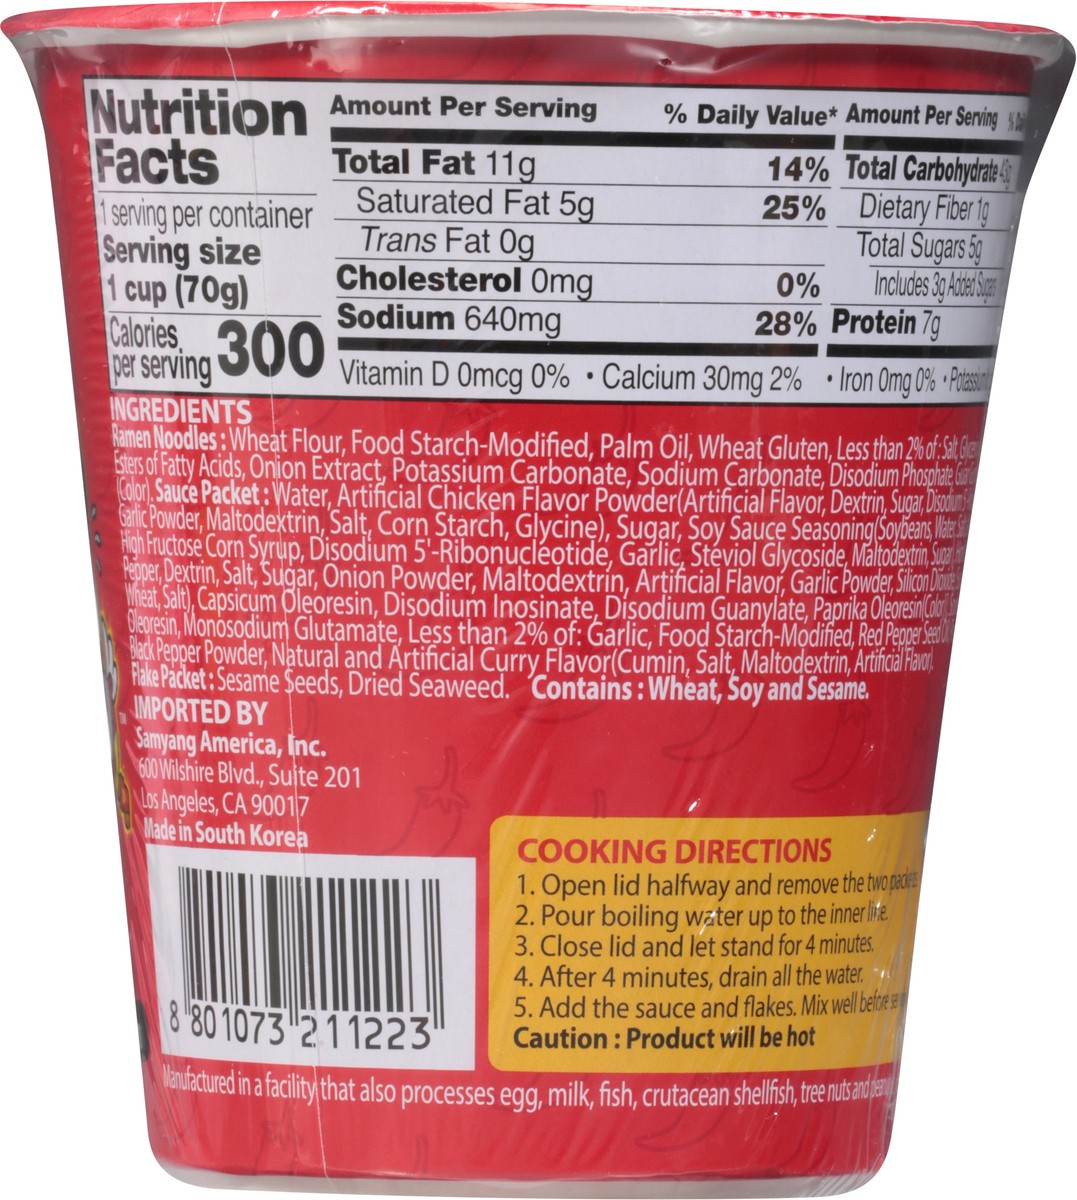 Nutrition
Facts
1 serving per container
Serving size
1 cup (70g)
Calories
per serving 300
Amount Per Serving % Daily Value*
Total Fat 11g 14%
Saturated Fat 5g 25%
Trans Fat 0g
Cholesterol 0mg 0%
Sodium 640mg 28%
Amount Per Serving %
Total Carbohydrate 43g
Dietary Fiber 1g
Total Sugars 5g
Includes 3g Added Sugars
Protein 7g
Vitamin D 0mcg 0% • Calcium 30mg 2% • Iron 0mg 0% •
INGREDIENTS
Ramen Noodles : Wheat Flour, Food Starch-Modified, Palm Oil, Wheat Gluten, Less than 2% of : Salt,
Esters of Fatty Acids, Onion Extract, Potassium Carbonate, Sodium Carbonate, Disodium Phosphate,
(Color). Sauce Packet : Water, Artificial Chicken Flavor Powder(Artificial Flavor, Dextrin, Sugar, Disodium
Garlic Powder, Maltodextrin, Salt, Corn Starch, Glycine), Sugar, Soy Sauce Seasoning(Soybeans, Water,
High Fructose Corn Syrup, Disodium 5'-Ribonucleotide, Garlic, Steviol Glycoside, Maltodextrin, Sugar,
Pepper, Dextrin, Salt, Sugar, Onion Powder, Maltodextrin, Artificial Flavor, Garlic Powder, Silicon Dioxide,
Wheat, Salt), Capsicum Oleoresin, Disodium Inosinate, Disodium Guanylate, Paprika Oleoresin(Color),
Oleoresin, Monosodium Glutamate, Less than 2% of: Garlic, Food Starch-Modified, Red Pepper Seed
Black Pepper Powder, Natural and Artificial Curry Flavor(Cumin, Salt, Maltodextrin, Artificial Flavor).
Flake Packet : Sesame Seeds, Dried Seaweed. Contains : Wheat, Soy and Sesame.
IMPORTED BY
Samyang America, Inc.
600 Wilshire Blvd., Suite 201
Los Angeles, CA 90017
Made in South Korea
8 801073 211223
COOKING DIRECTIONS
1. Open lid halfway and remove the two packets
2. Pour boiling water up to the inner line.
3. Close lid and let stand for 4 minutes.
4. After 4 minutes, drain all the water.
5. Add the sauce and flakes. Mix well before
Caution : Product will be hot
Manufactured in a facility that also processes egg, milk, fish, crutacean shellfish, tree nuts and